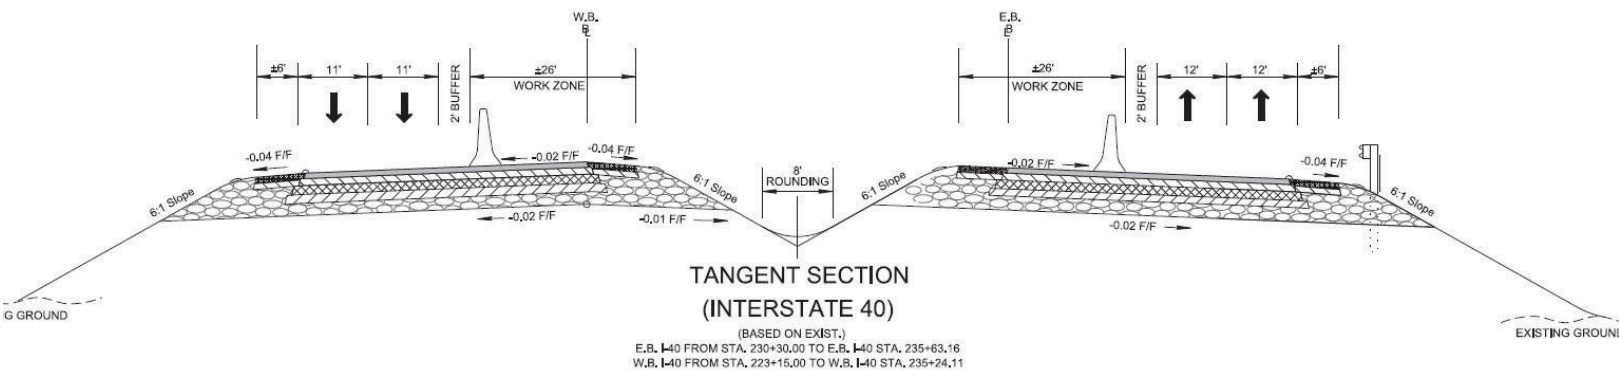 W.B.
BL
E.B.
BL
±6'
11'
11'
2' BUFFER
±26'
WORK ZONE
±26'
WORK ZONE
2' BUFFER
12'
12'
±6'
-0.04 F/F
-0.02 F/F
-0.04 F/F
-0.02 F/F
-0.04 F/F
6:1 Slope
6:1 Slope
8'
ROUNDING
6:1 Slope
6:1 Slope
-0.02 F/F
-0.01 F/F
-0.02 F/F
TANGENT SECTION
(INTERSTATE 40)
(BASED ON EXIST.)
E.B. I-40 FROM STA. 230+30.00 TO E.B. I-40 STA. 235+63.16
W.B. I-40 FROM STA. 223+15.00 TO W.B. I-40 STA. 235+24.11
G GROUND
EXISTING GROUND